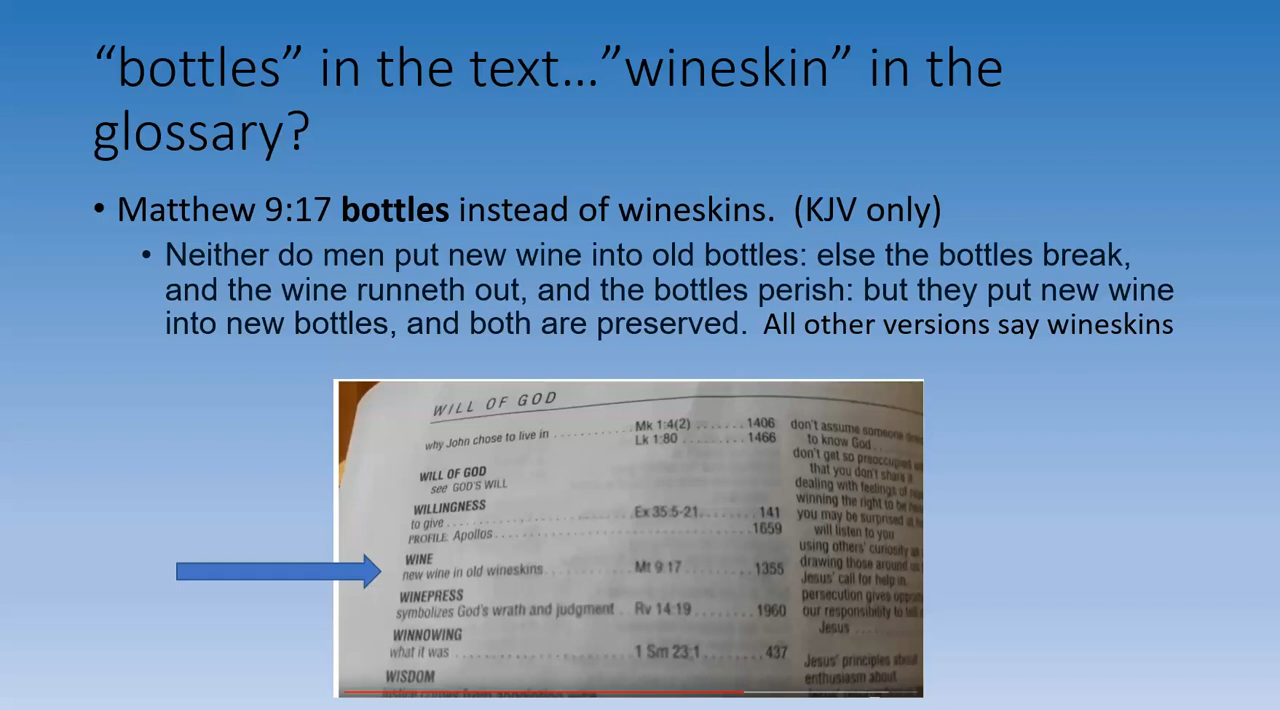 “bottles” in the text…”wineskin” in the
glossary?
• Matthew 9:17 bottles instead of wineskins. (KJV only)
• Neither do men put new wine into old bottles: else the bottles break,
and the wine runneth out, and the bottles perish: but they put new wine
into new bottles, and both are preserved. All other versions say wineskins
WILL OF GOD
why John chose to live in . . . . . . . . . . Mk 1:4(2) . . . . . . . 1406
Lk 1:80 . . . . . . . . 1466
WILL OF GOD
see GOD'S WILL
WILLINGNESS
to give . . . . . . . . . . Ex 35:5-21. . . . . . . . 141
PROFILE: Apollos . . . . . . . . . . 1659
WINE
new wine in old wineskins . . . . . . . . . . Mt 9:17 . . . . . . . . 1355
WINEPRESS
symbolizes God's wrath and judgment . . Rv 14:19 . . . . . . . . 1960
WINNOWING
what it was . . . . . . . . . . 1 Sm 23:1 . . . . . . . . 437
WISDOM
don't assume someone
to know God
don't get so preoccupied
that you don't share it
dealing with feelings of
winning the right to be
you may be surprised at
will listen to you
using others' curiosity as
drawing those around us
Jesus' call for help in
persecution gives
our responsibility to tell
Jesus
Jesus' principles about
enthusiasm about